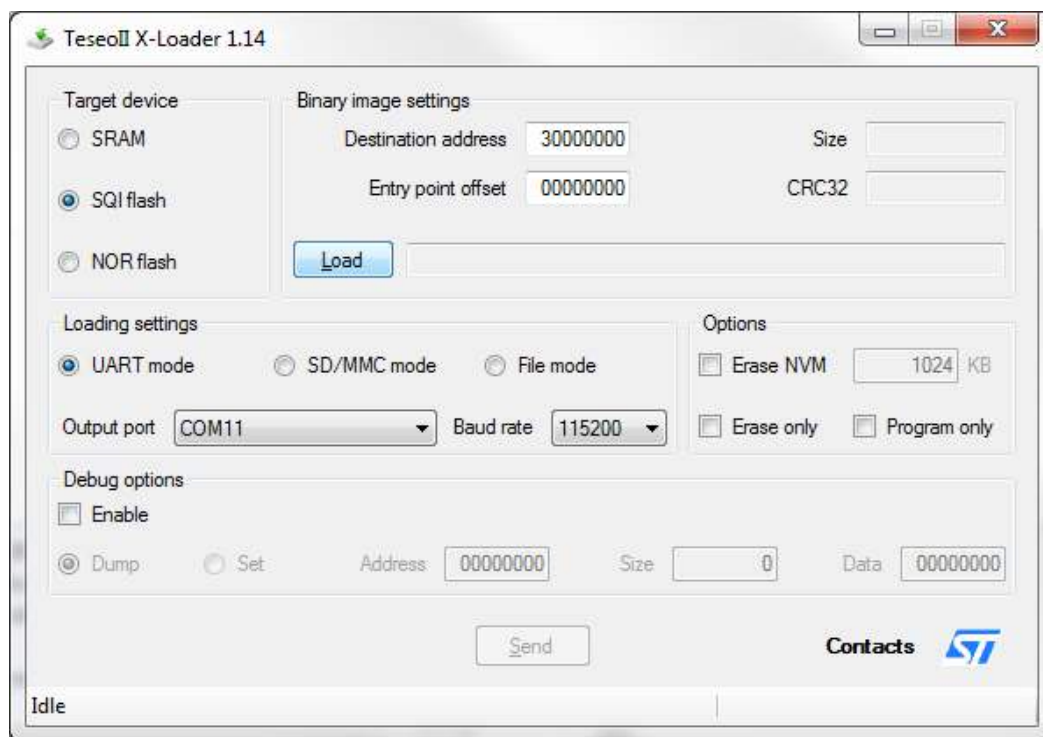 TeseoII X-Loader 1.14
Target device
SRAM
SQI flash
NOR flash
Binary image settings
Destination address 30000000 Size
Entry point offset 00000000 CRC32
Load
Loading settings
UART mode SD/MMC mode File mode
Output port COM11 Baud rate 115200
Options
Erase NVM 1024 KB
Erase only Program only
Debug options
Enable
Dump Set Address 00000000 Size 0 Data 00000000
Send Contacts ST
Idle